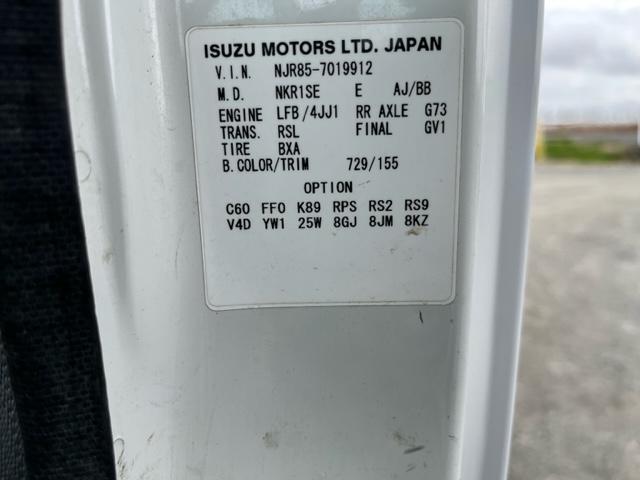 ISUZU MOTORS LTD. JAPAN
V.I.N. NJR85-7019912
M.D. NKR1SE E AJ/BB
ENGINE LFB/4JJ1 RR AXLE G73
TRANS. RSL FINAL GV1
TIRE BXA
B.COLOR/TRIM 729/155
OPTION
C60 FF0 K89 RPS RS2 RS9
V4D YW1 25W 8GJ 8JM 8KZ